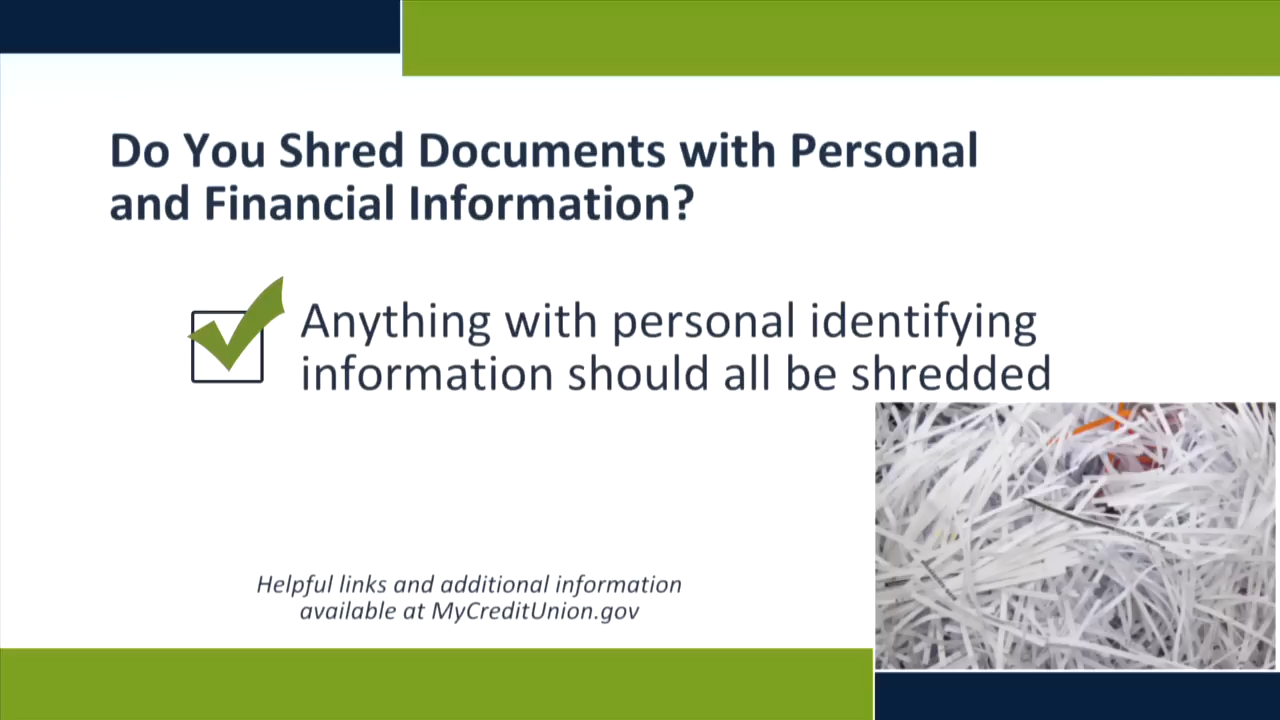 Do You Shred Documents with Personal
and Financial Information?
Anything with personal identifying
information should all be shredded
Helpful links and additional information
available at MyCreditUnion.gov